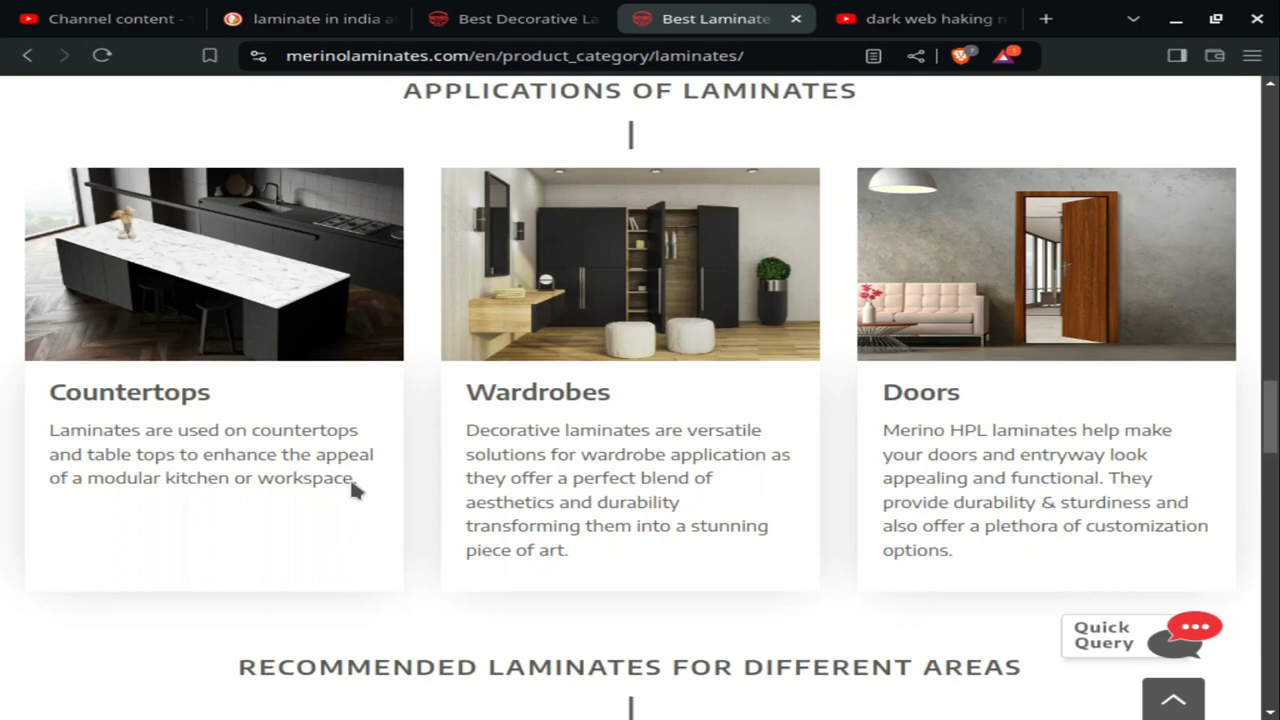 Channel content -
laminate in india a
Best Decorative La
Best Laminate
dark web haking
merinolaminates.com/en/product_category/laminates/
APPLICATIONS OF LAMINATES
Countertops
Laminates are used on countertops
and table tops to enhance the appeal
of a modular kitchen or workspace.
Wardrobes
Decorative laminates are versatile
solutions for wardrobe application as
they offer a perfect blend of
aesthetics and durability
transforming them into a stunning
piece of art.
Doors
Merino HPL laminates help make
your doors and entryway look
appealing and functional. They
provide durability & sturdiness and
also offer a plethora of customization
options.
Quick
Query
RECOMMENDED LAMINATES FOR DIFFERENT AREAS